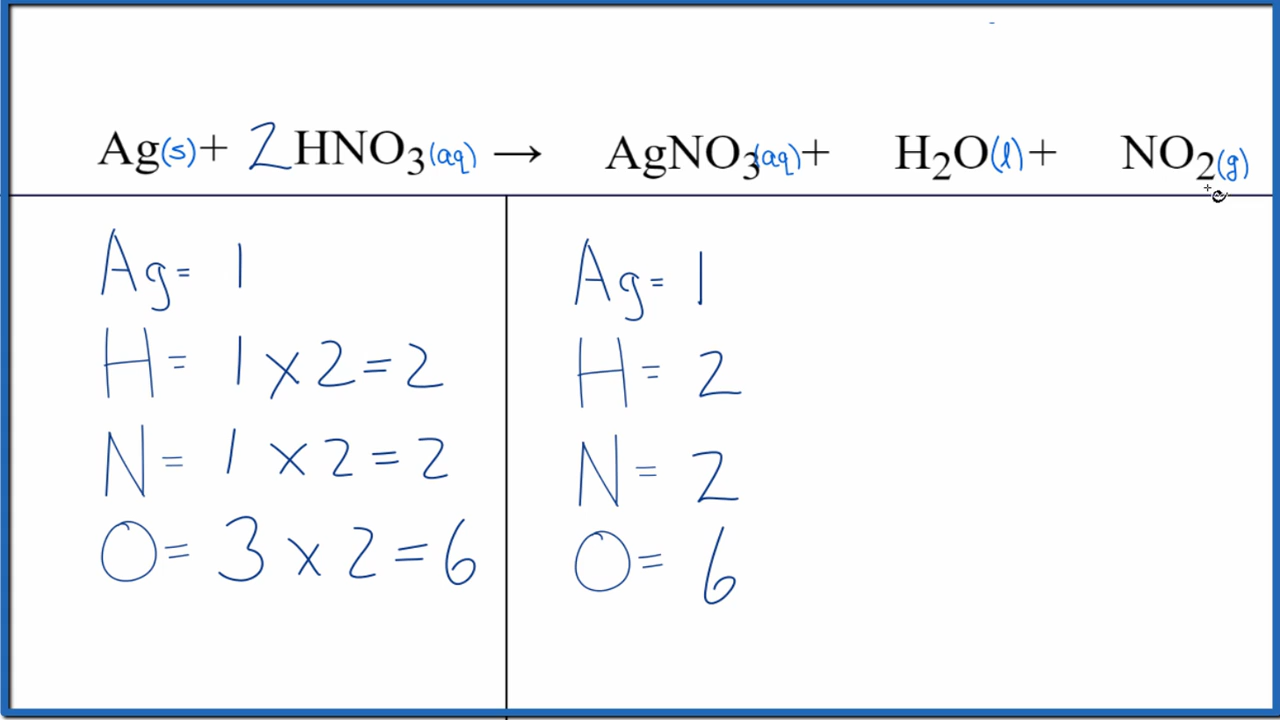 Ag(s) + 2HNO₃(aq) → AgNO₃(aq) + H₂O(l) + NO₂(g)
Ag = 1
H = 1 × 2 = 2
N = 1 × 2 = 2
O = 3 × 2 = 6
Ag = 1
H = 2
N = 2
O = 6